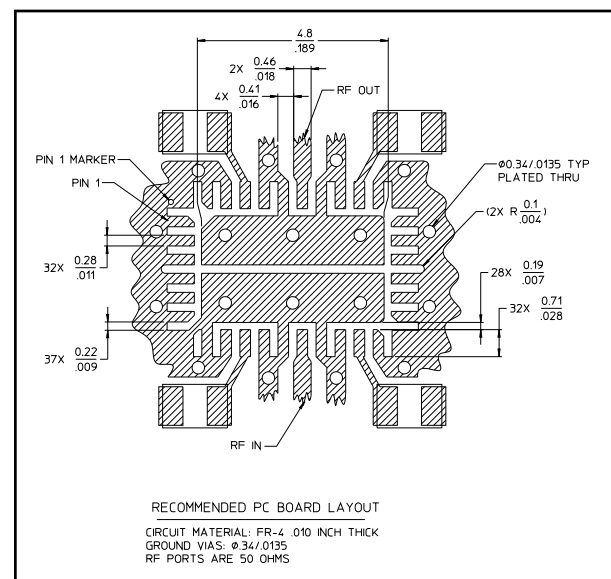 4.8
.189
2X 0.46
.018
4X 0.41
.016
RF OUT
PIN 1 MARKER
PIN 1
Ø0.34/.0135 TYP
PLATED THRU
(2X R 0.1
.004)
32X 0.28
.011
28X 0.19
.007
32X 0.71
.028
37X 0.22
.009
RF IN
RECOMMENDED PC BOARD LAYOUT
CIRCUIT MATERIAL: FR-4 .010 INCH THICK
GROUND VIAS: Ø.34/.0135
RF PORTS ARE 50 OHMS